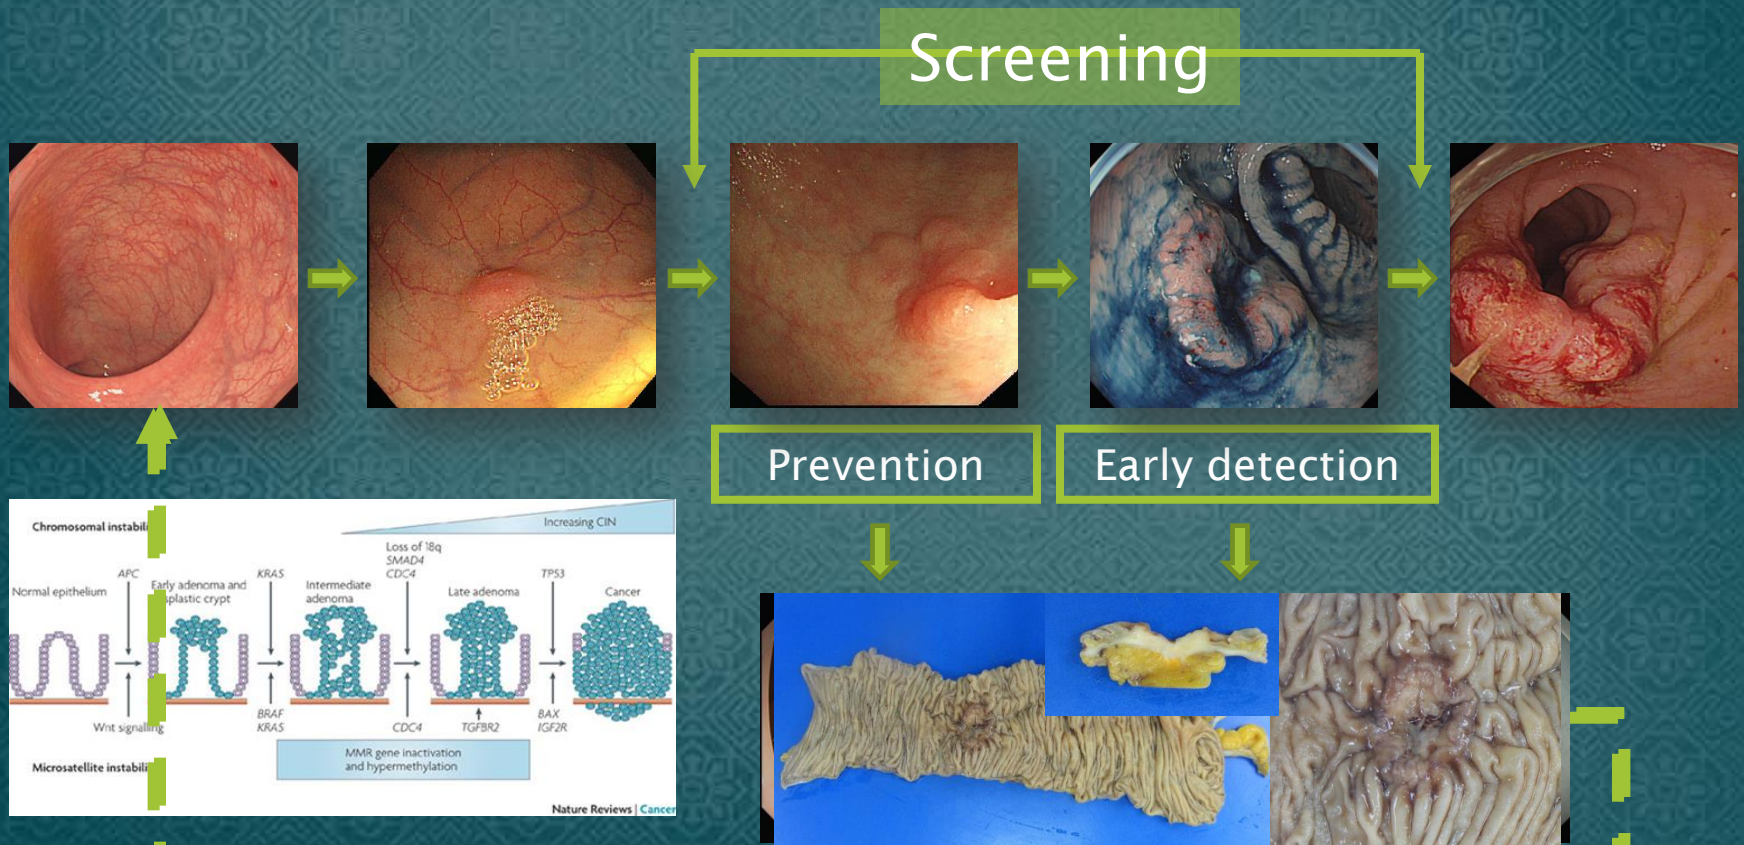 Screening
Prevention
Early detection
Chromosomal instabili
Increasing CIN
Loss of 18q
SMAD4
CDC4
APC
KRAS
TP53
Normal epithelium
Early adenoma and
plastic crypt
Intermediate
adenoma
Late adenoma
Cancer
Wnt signalling
BRAF
KRAS
CDC4
TGFBR2
BAX
IGF2R
MMR gene inactivation
and hypermethylation
Microsatellite instabili
Nature Reviews | Cancer